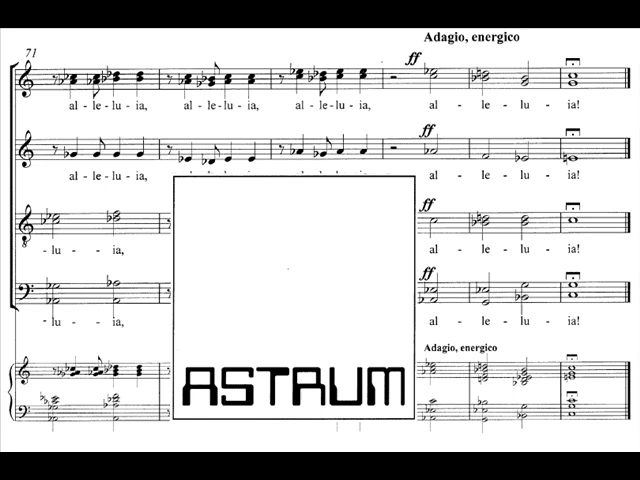 Adagio, energico
71
ff
al - le - lu - ia, al - le - lu - ia, al - le - lu - ia, al - le - lu - ia!
ff
al - le - lu - ia, al - le - lu - ia!
ff
- lu - ia, al - le - lu - ia!
ff
- lu - ia, al - le - lu - ia!
Adagio, energico
ASTRUM